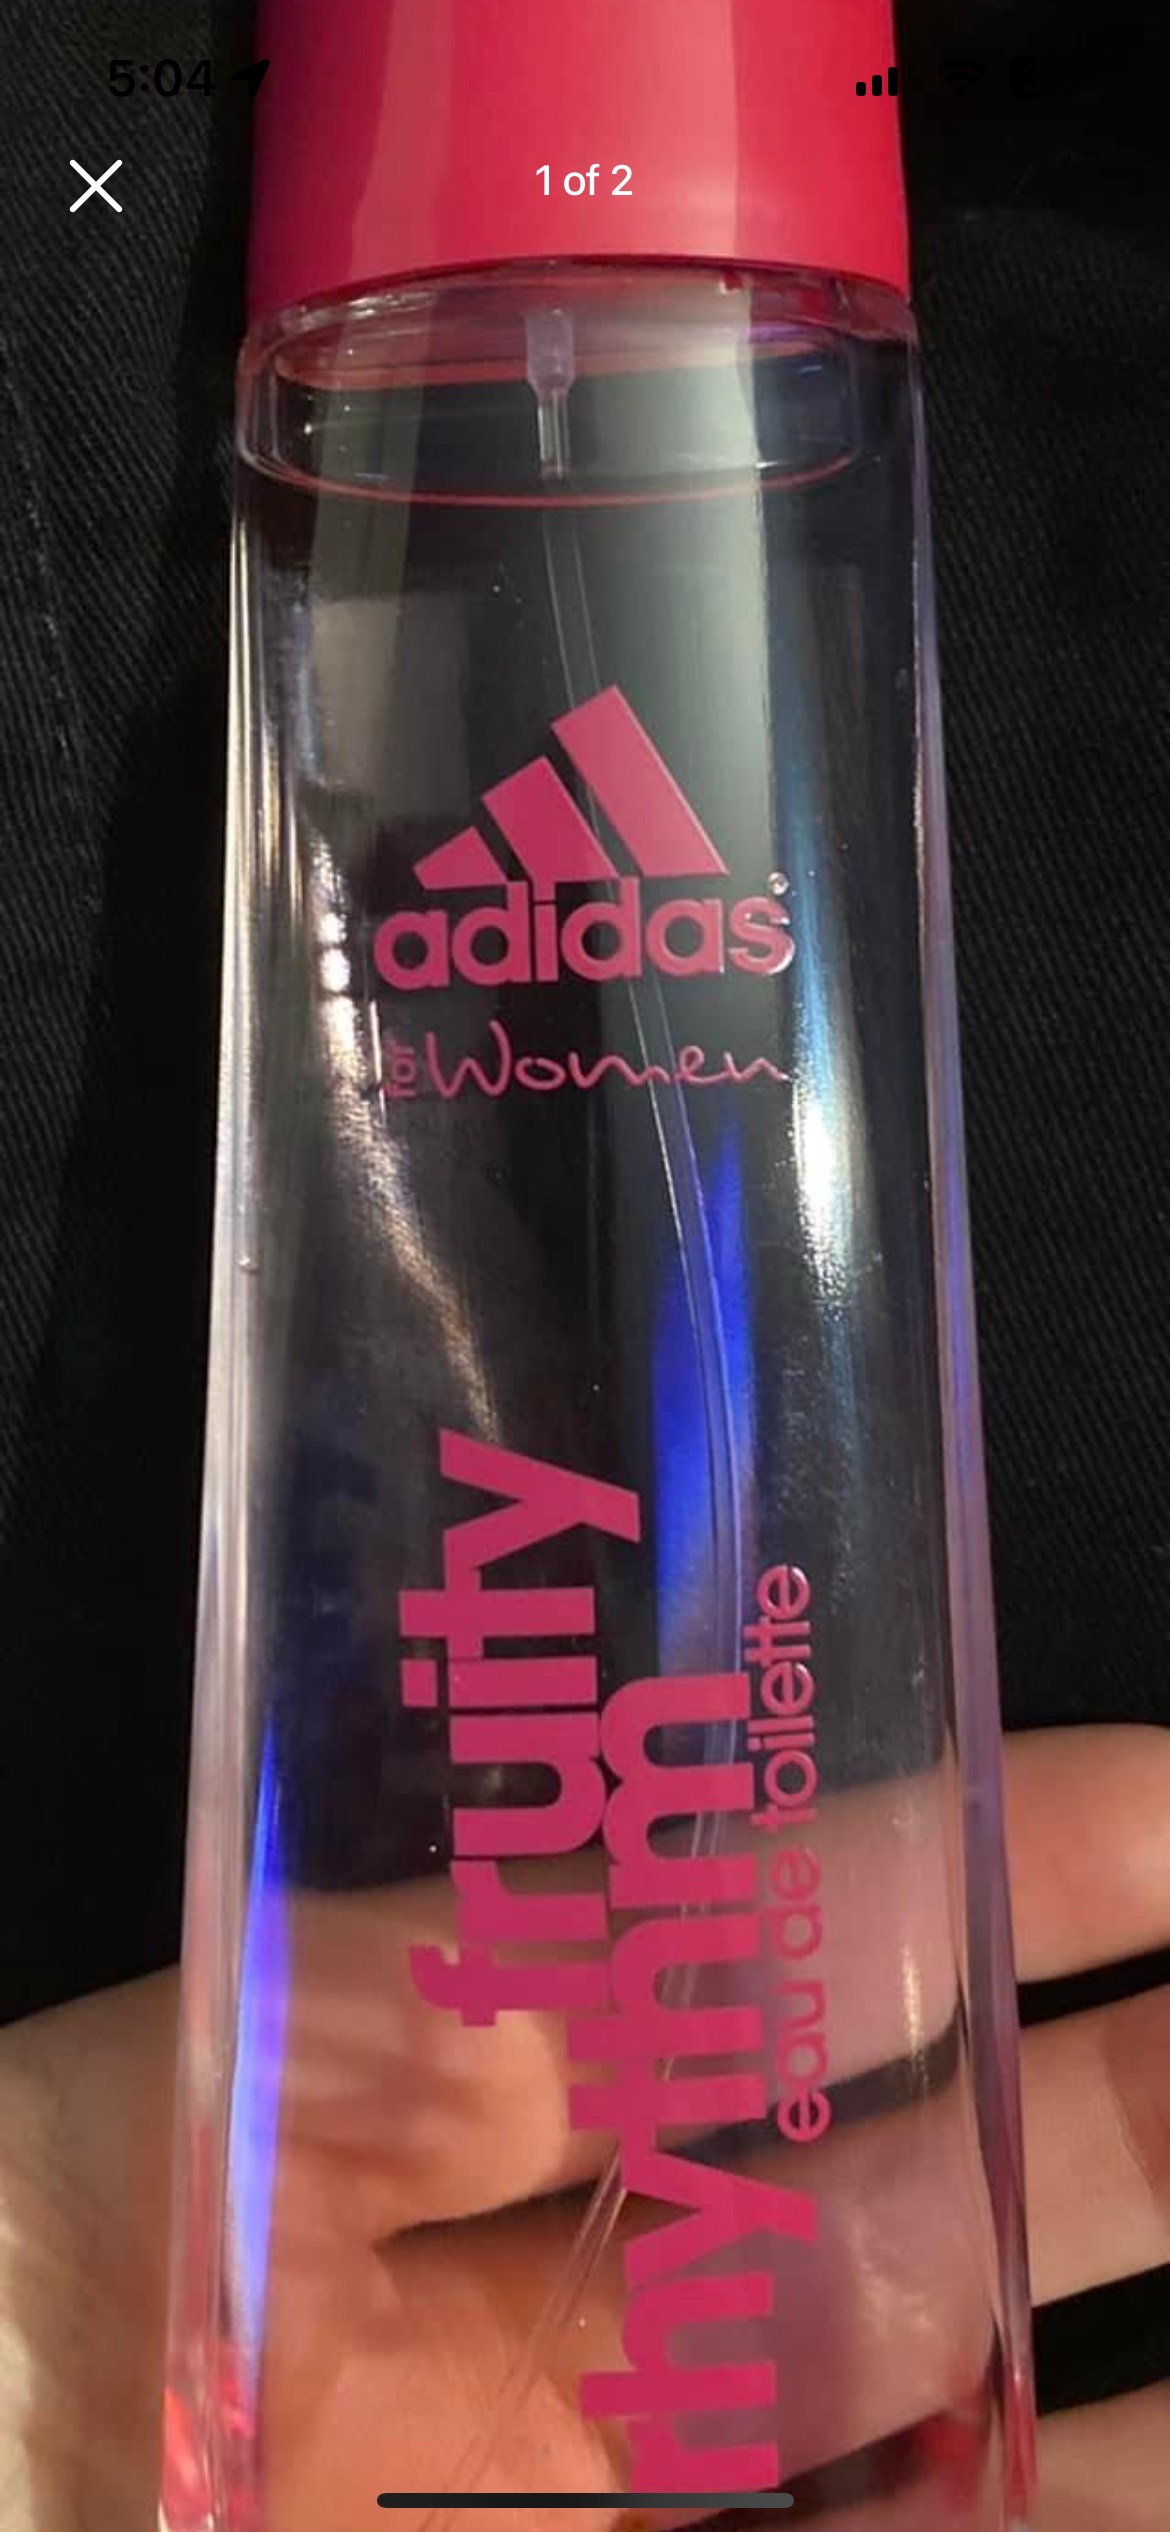 5:04
1 of 2
adidas®
for Women
fruity
rhythm
eau de toilette